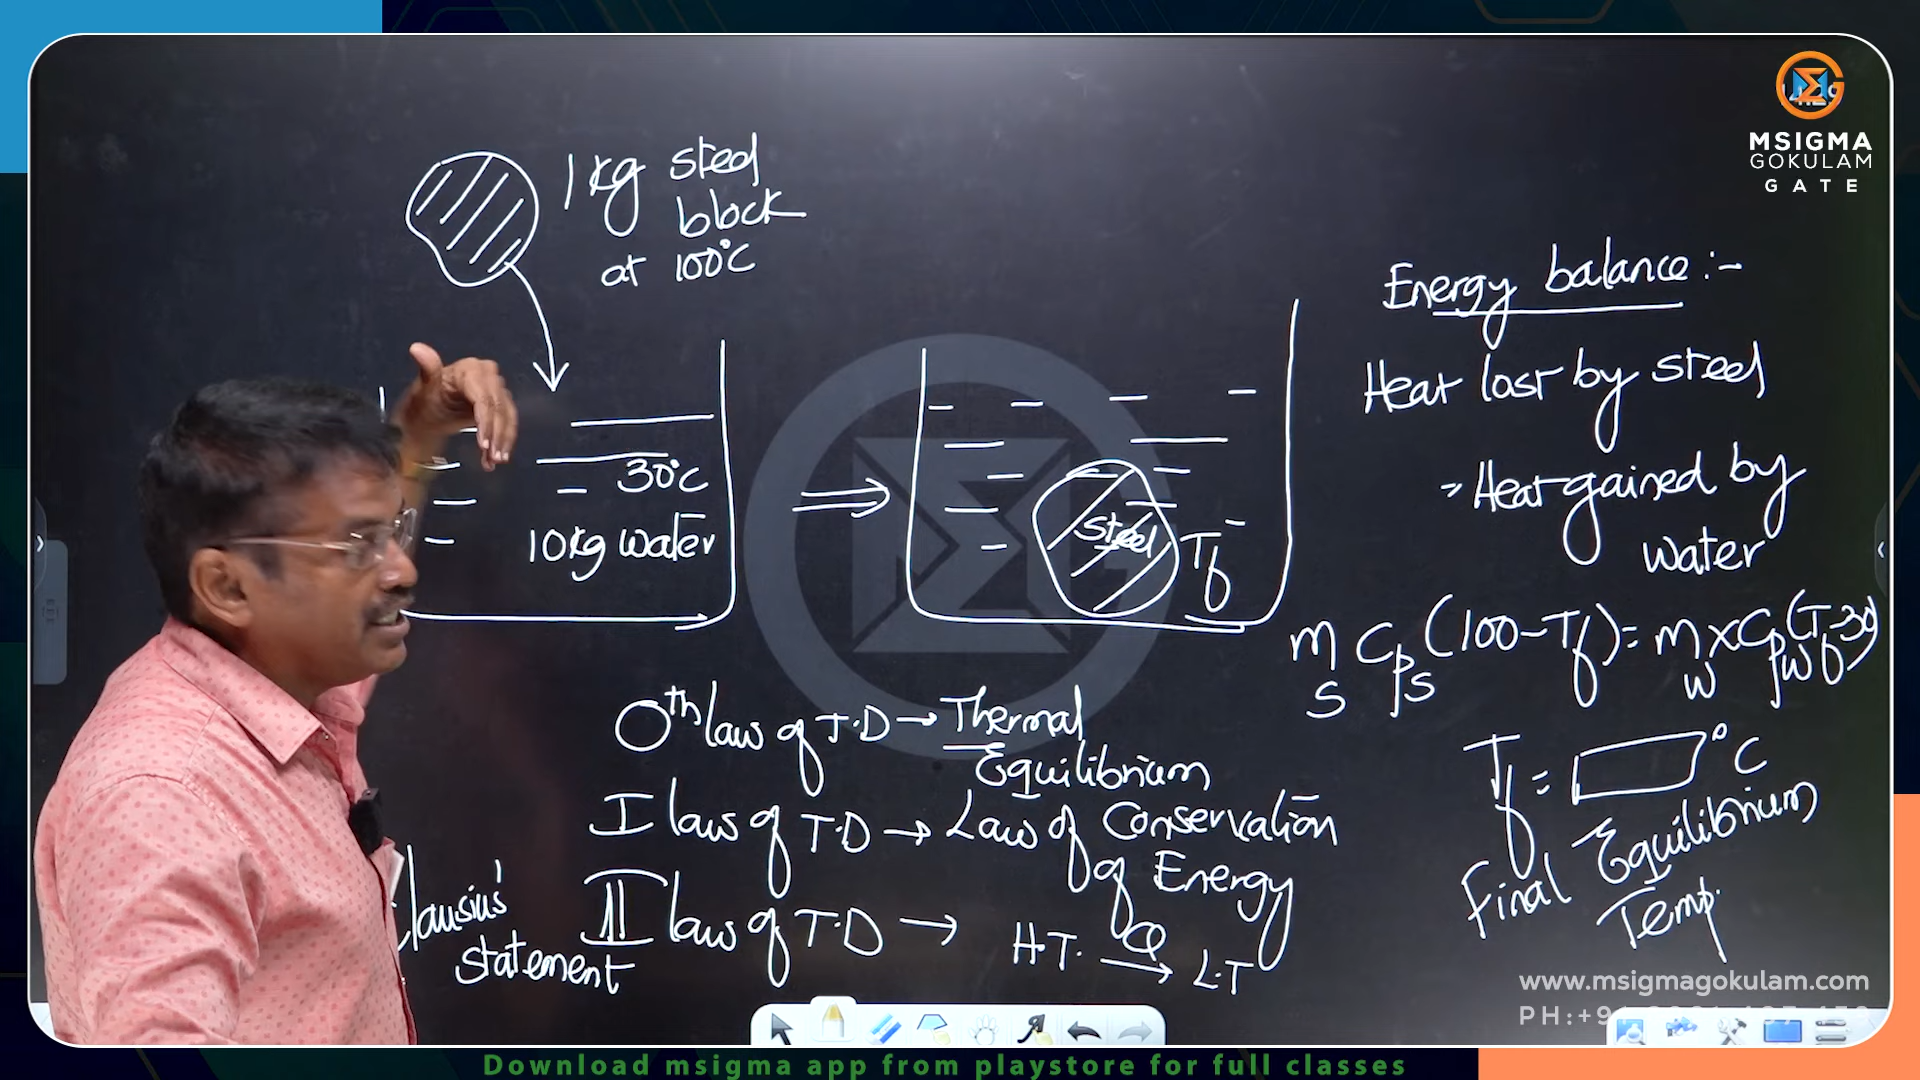 MSIGMA
GOKULAM
GATE
1 kg steel
block
at 100°C
30°C
10 kg water
Steel
Tf
Energy balance :-
Heat lost by steel
= Heat gained by
water
m s Cps (100-Tf) = m w x Cpw (Tf-30)
Tf = °C
Final Equilibrium
Temp.
0th law of T.D → Thermal
Equilibrium
I law of T.D → Law of Conservation
of Energy
Clausius'
statement
II law of T.D → H.T. Q → L.T
www.msigmagokulam.com
PH:+9
Download msigma app from playstore for full classes